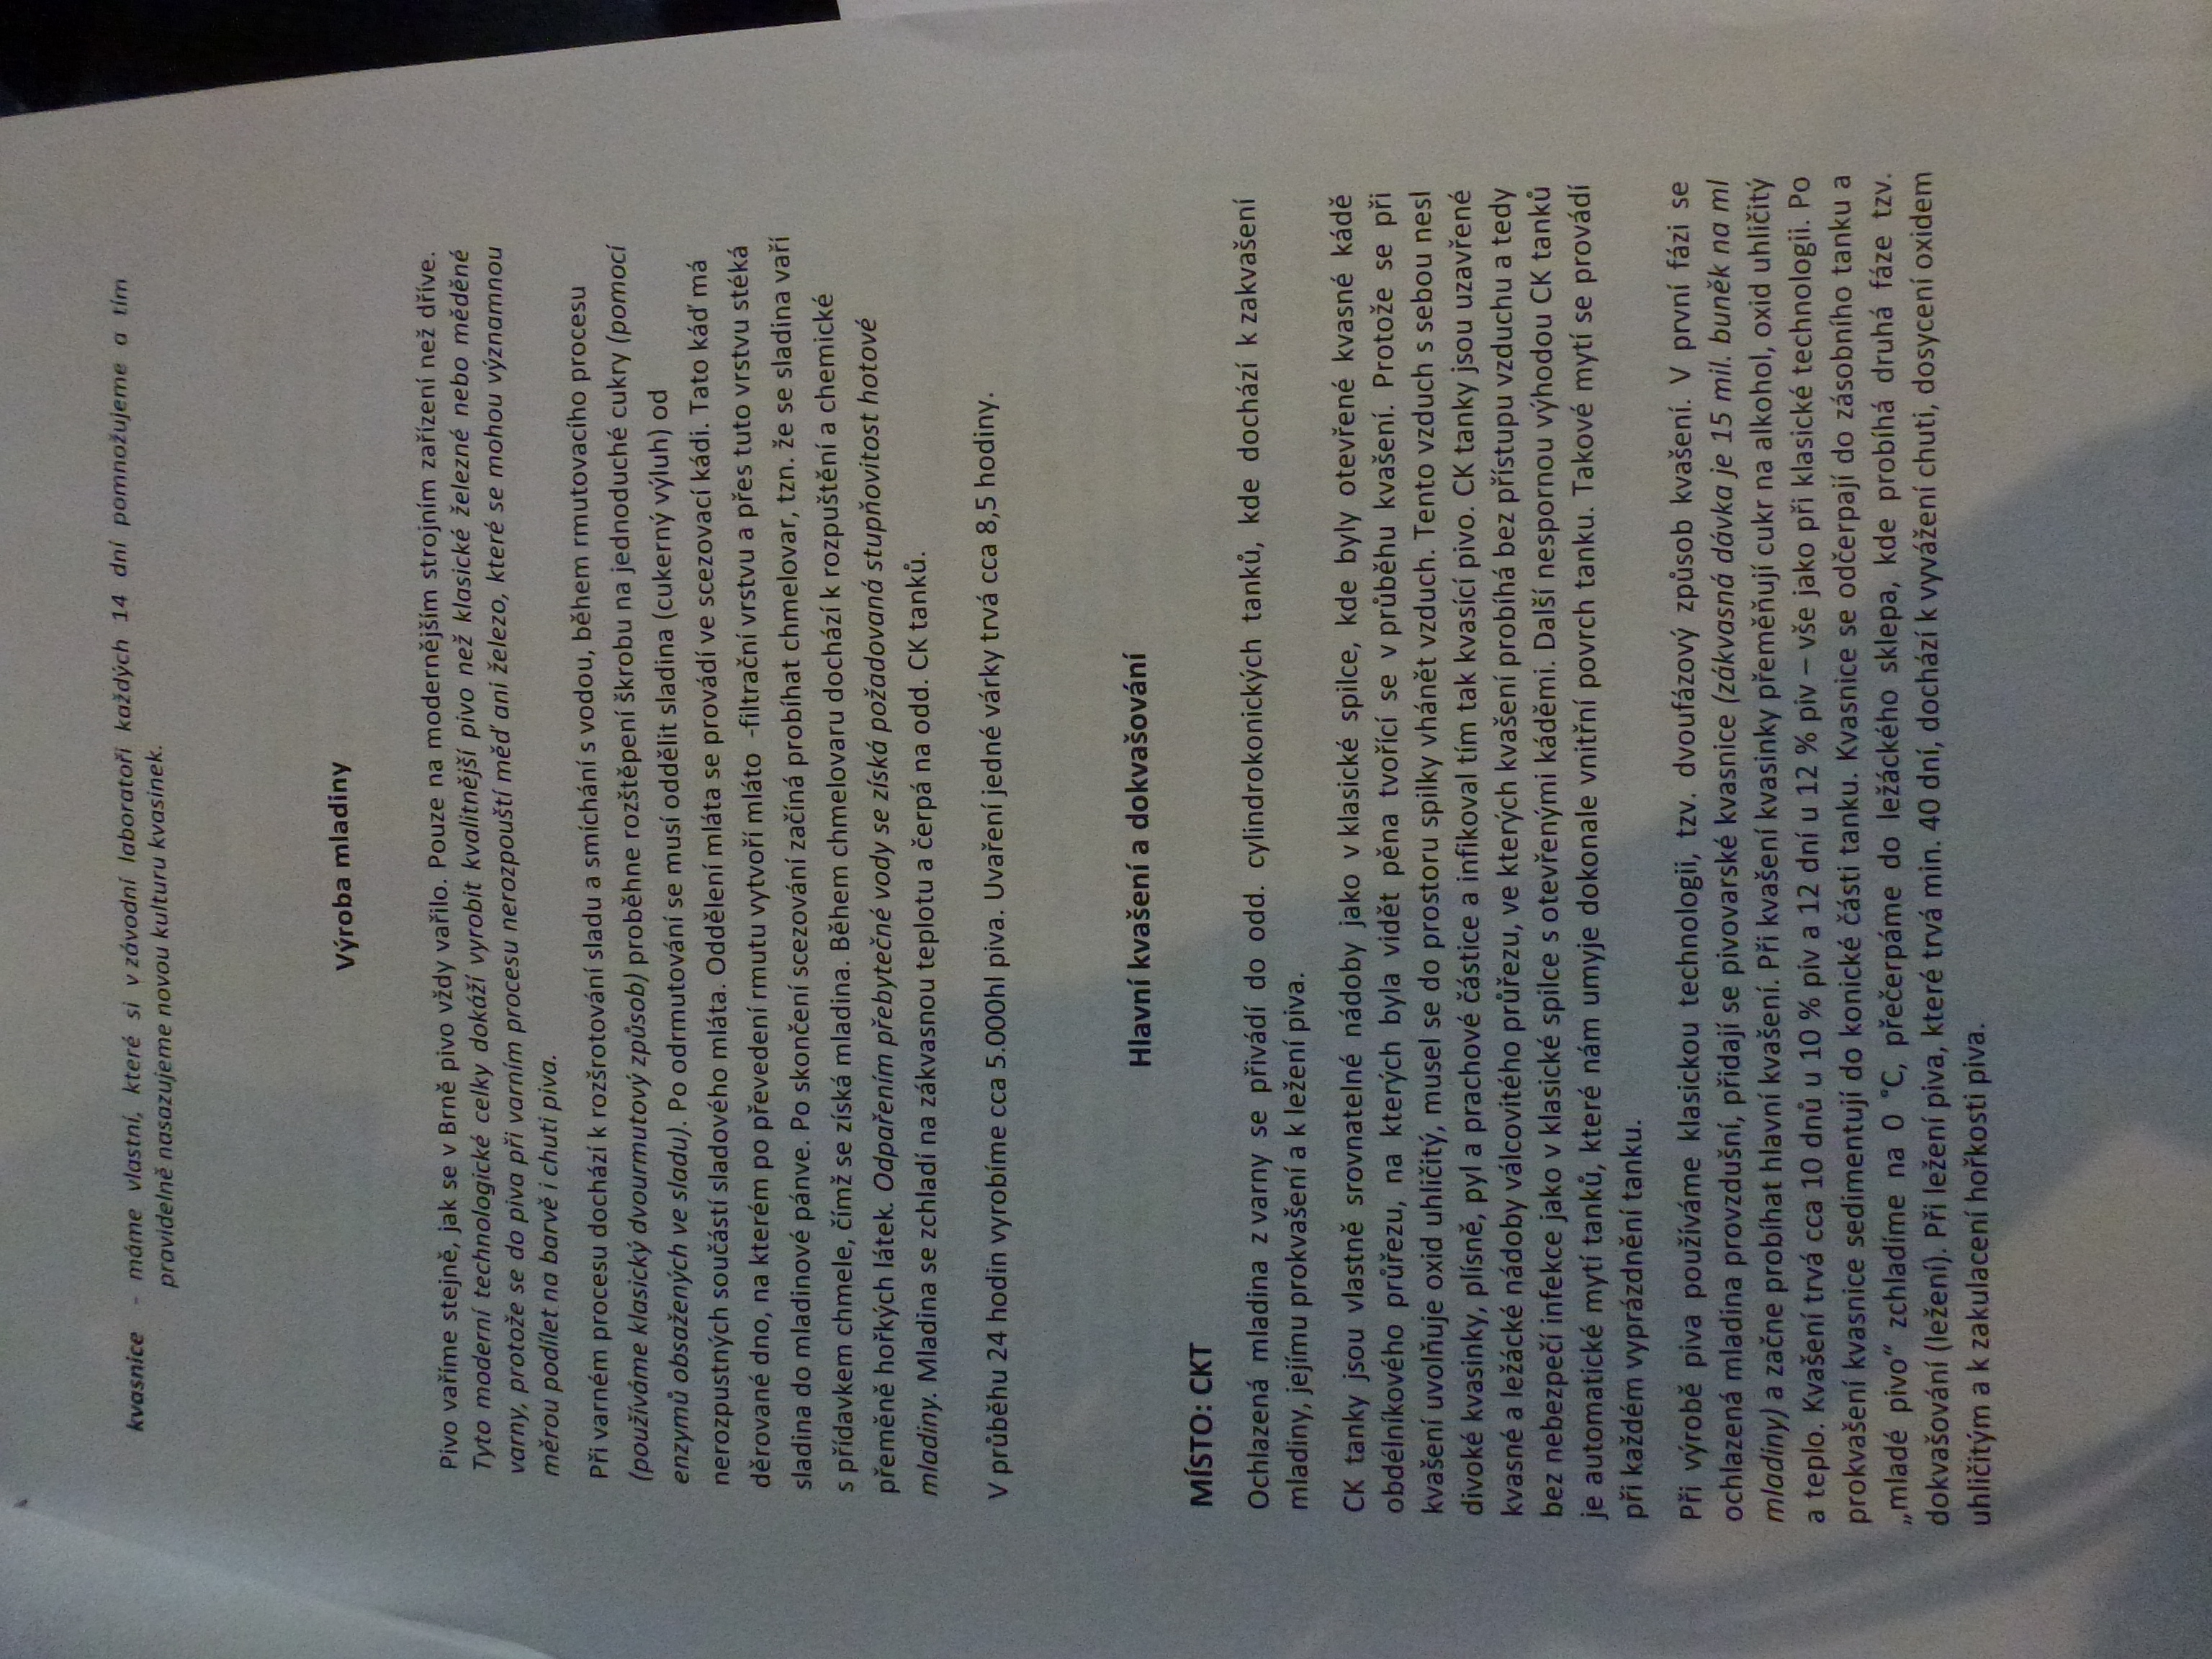 kvasnice - máme vlastní, které si v závodní laboratoři každých 14 dní pomnožujeme a tím
pravidelně nasazujeme novou kulturu kvasinek.
Výroba mladiny
Pivo vaříme stejně, jak se v Brně pivo vždy vařilo. Pouze na modernějším strojním zařízení než dříve.
Tyto moderní technologické celky dokáží vyrobit kvalitnější pivo než klasické železné nebo měděné
varny, protože se do piva při varním procesu nerozpouští měď ani železo, které se mohou významnou
měrou podílet na barvě i chuti piva.
Při varném procesu dochází k rozšrotování sladu a smíchání s vodou, během rmutovacího procesu
(používáme klasický dvourmutový způsob) proběhne rozštěpení škrobu na jednoduché cukry (pomocí
enzymů obsažených ve sladu). Po odrmutování se musí oddělit sladina (cukerný výluh) od
nerozpustných součástí sladového mláta. Oddělení mláta se provádí ve scezovací kádi. Tato káď má
děrované dno, na kterém po převedení rmutu vytvoří mláto -filtrační vrstvu a přes tuto vrstvu stéká
sladina do mladinové pánve. Po skončení scezování začíná probíhat chmelovar, tzn. že se sladina vaří
s přídavkem chmele, čímž se získá mladina. Během chmelovaru dochází k rozpuštění a chemické
přeměně hořkých látek. Odpařením přebytečné vody se získá požadovaná stupňovitost hotové
mladiny. Mladina se zchladí na zákvasnou teplotu a čerpá na odd. CK tanků.
V průběhu 24 hodin vyrobíme cca 5.000hl piva. Uvaření jedné várky trvá cca 8,5 hodiny.
Hlavní kvašení a dokvašování
MÍSTO: CKT
Ochlazená mladina z varny se přivádí do odd. cylindrokonických tanků, kde dochází k zakvašení
mladiny, jejímu prokvašení a k ležení piva.
CK tanky jsou vlastně srovnatelné nádoby jako v klasické spilce, kde byly otevřené kvasné kádě
obdélníkového průřezu, na kterých byla vidět pěna tvořící se v průběhu kvašení. Protože se při
kvašení uvolňuje oxid uhličitý, musel se do prostoru spilky vhánět vzduch. Tento vzduch s sebou nesl
divoké kvasinky, plísně, pyl a prachové částice a infikoval tím tak kvasící pivo. CK tanky jsou uzavřené
kvasné a ležácké nádoby válcovitého průřezu, ve kterých kvašení probíhá bez přístupu vzduchu a tedy
bez nebezpečí infekce jako v klasické spilce s otevřenými káděmi. Další nespornou výhodou CK tanků
je automatické mytí tanků, které nám umyje dokonale vnitřní povrch tanku. Takové mytí se provádí
při každém vyprázdnění tanku.
Při výrobě piva používáme klasickou technologii, tzv. dvoufázový způsob kvašení. V první fázi se
ochlazená mladina provzdušní, přidají se pivovarské kvasnice (zákvasná dávka je 15 mil. buněk na ml
mladiny) a začne probíhat hlavní kvašení. Při kvašení kvasinky přeměňují cukr na alkohol, oxid uhličitý
a teplo. Kvašení trvá cca 10 dnů u 10 % piv a 12 dní u 12 % piv – vše jako při klasické technologii. Po
prokvašení kvasnice sedimentují do konické části tanku. Kvasnice se odčerpají do zásobního tanku a
„mladé pivo“ zchladíme na 0 °C, přečerpáme do ležáckého sklepa, kde probíhá druhá fáze tzv.
dokvašování (ležení). Při ležení piva, které trvá min. 40 dní, dochází k vyvážení chuti, dosycení oxidem
uhličitým a k zakulacení hořkosti piva.